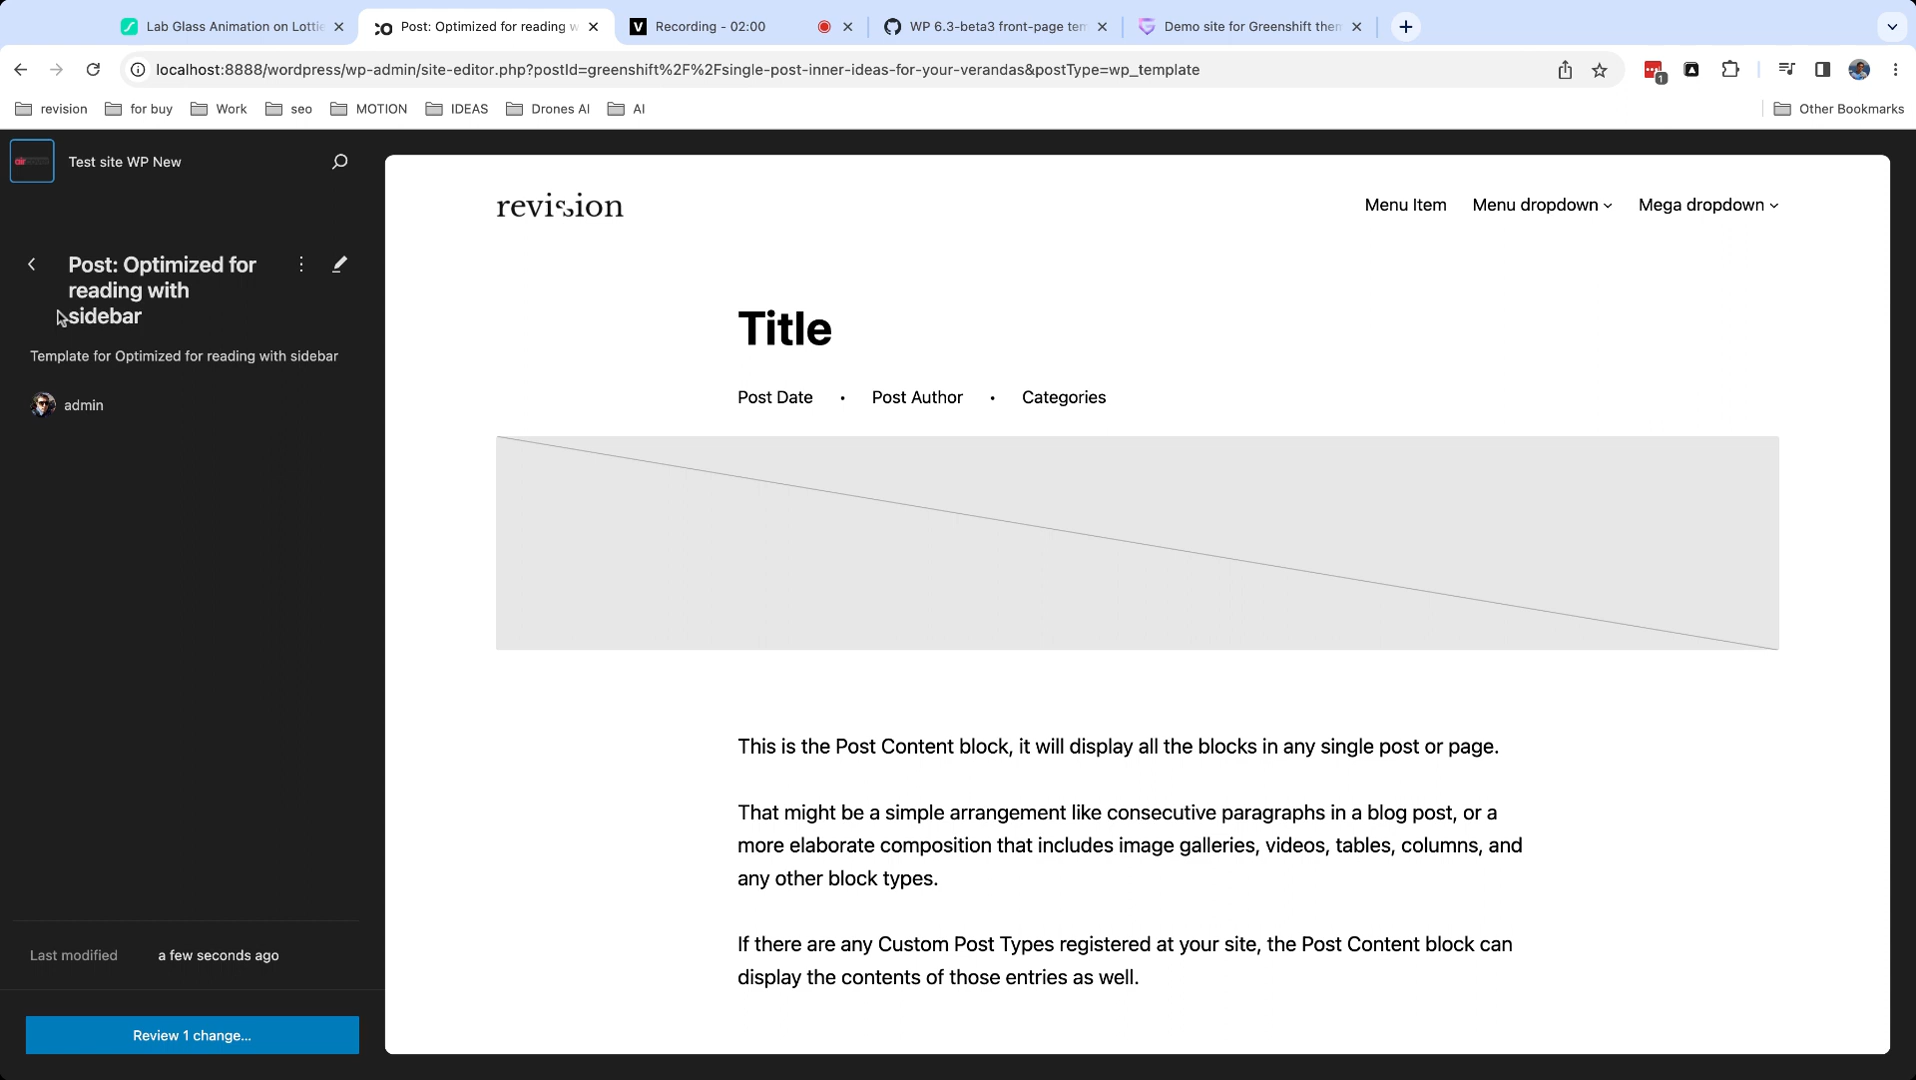 Lab Glass Animation on Lottie
Post: Optimized for reading w
Recording - 02:00
WP 6.3-beta3 front-page tem
Demo site for Greenshift them
localhost:8888/wordpress/wp-admin/site-editor.php?postId=greenshift%2F%2Fsingle-post-inner-ideas-for-your-verandas&postType=wp_template
1
revision
for buy
Work
seo
MOTION
IDEAS
Drones AI
AI
Other Bookmarks
Test site WP New
Post: Optimized for
reading with
sidebar
Template for Optimized for reading with sidebar
admin
Last modified a few seconds ago
Review 1 change…
revision
Menu Item
Menu dropdown
Mega dropdown
Title
Post Date • Post Author • Categories
This is the Post Content block, it will display all the blocks in any single post or page.
That might be a simple arrangement like consecutive paragraphs in a blog post, or a
more elaborate composition that includes image galleries, videos, tables, columns, and
any other block types.
If there are any Custom Post Types registered at your site, the Post Content block can
display the contents of those entries as well.